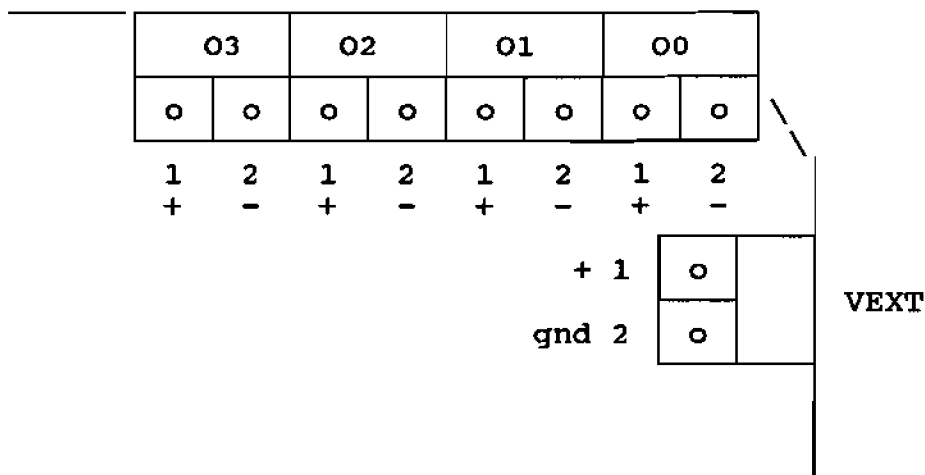 O3 O2 O1 O0
o o o o o o o o
1 2 1 2 1 2 1 2
+ - + - + - + -
+ 1 o
VEXT
gnd 2 o